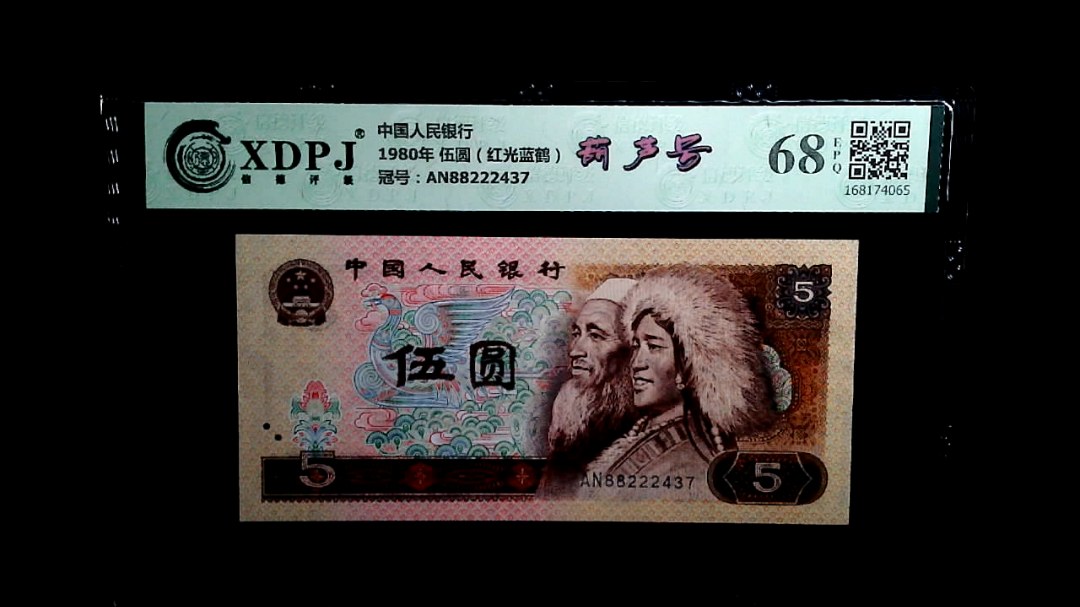 XDPJ®
信德评级
中国人民银行
1980年 伍圆（红光蓝鹤）
冠号：AN88222437
葫芦号
68
EPQ
168174065
中国人民银行
5
伍圆
5
AN88222437
5